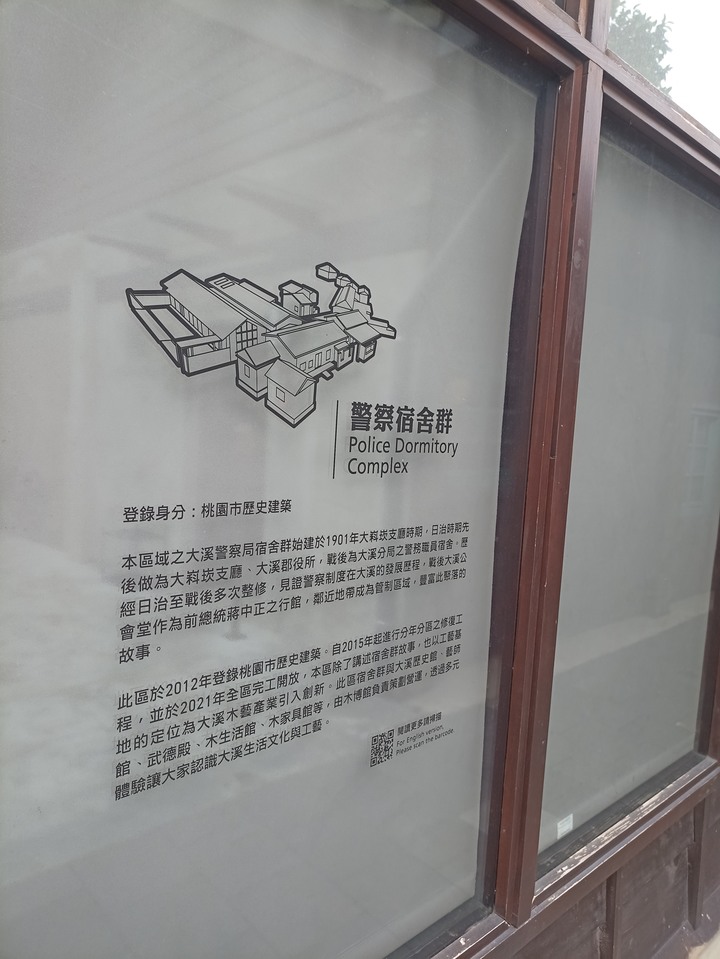 警察宿舍群
Police Dormitory
Complex
登錄身分：桃園市歷史建築
本區域之大溪警察局宿舍群始建於1901年大嵙崁支廳時期，日治時期先
後做為大嵙崁支廳、大溪郡役所，戰後為大溪分局之警務職員宿舍。歷
經日治至戰後多次整修，見證警察制度在大溪的發展歷程，戰後大溪公
會堂作為前總統蔣中正之行館，鄰近地帶成為管制區域，豐富此聚落的
故事。
此區於2012年登錄桃園市歷史建築。自2015年起進行分年分區之修復工
程，並於2021年全區完工開放，本區除了講述宿舍群故事，也以工藝基
地的定位為大溪木藝產業引入創新。此區宿舍群與大溪歷史館、藝師
館、武德殿、木生活館、木家具館等，由木博館負責策劃營運，透過多元
體驗讓大家認識大溪生活文化與工藝。
閱讀更多請掃描
For English version,
Please scan the barcode.